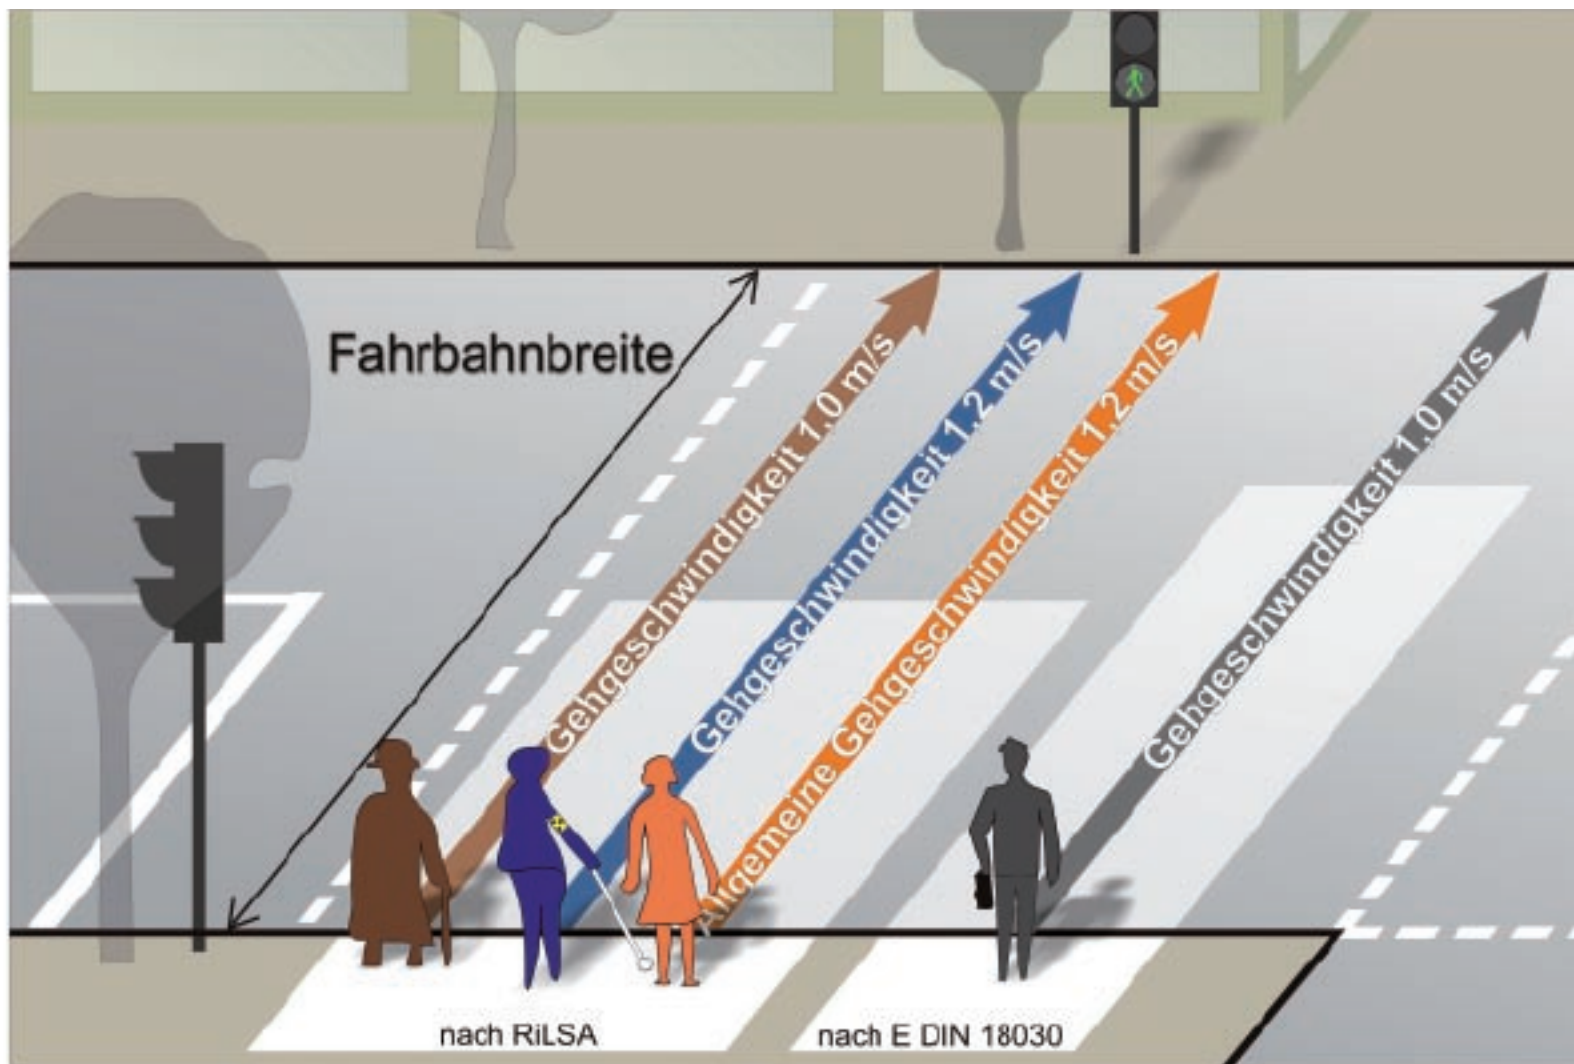 Fahrbahnbreite
Gehgeschwindigkeit 1,0 m/s
Gehgeschwindigkeit 1,2 m/s
Allgemeine Gehgeschwindigkeit 1,2 m/s
Gehgeschwindigkeit 1,0 m/s
nach RiLSA
nach E DIN 18030